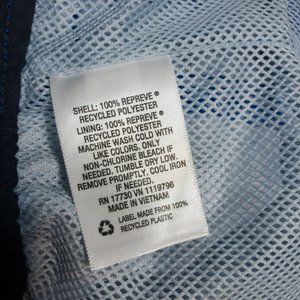 SHELL: 100% REPREVE®
RECYCLED POLYESTER
LINING: 100% REPREVE®
RECYCLED POLYESTER
MACHINE WASH COLD WITH
LIKE COLORS. ONLY
NON-CHLORINE BLEACH IF
NEEDED. TUMBLE DRY LOW.
REMOVE PROMPTLY. COOL IRON
IF NEEDED.
RN 17730 VN 1119798
MADE IN VIETNAM
LABEL MADE FROM 100%
RECYCLED PLASTIC